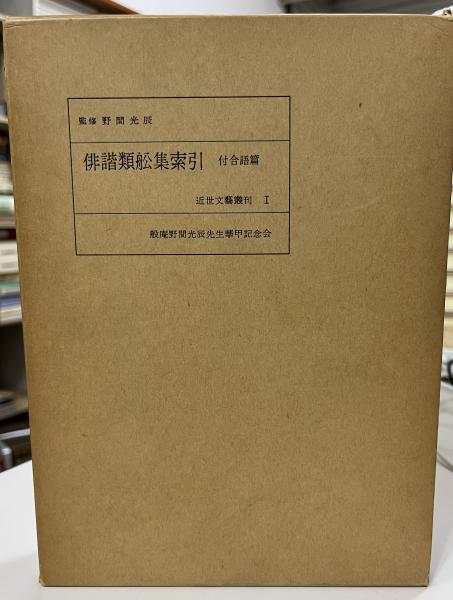 監修 野間光辰
俳諧類舩集索引 付合語篇
近世文藝叢刊 I
般庵野間光辰先生華甲記念会